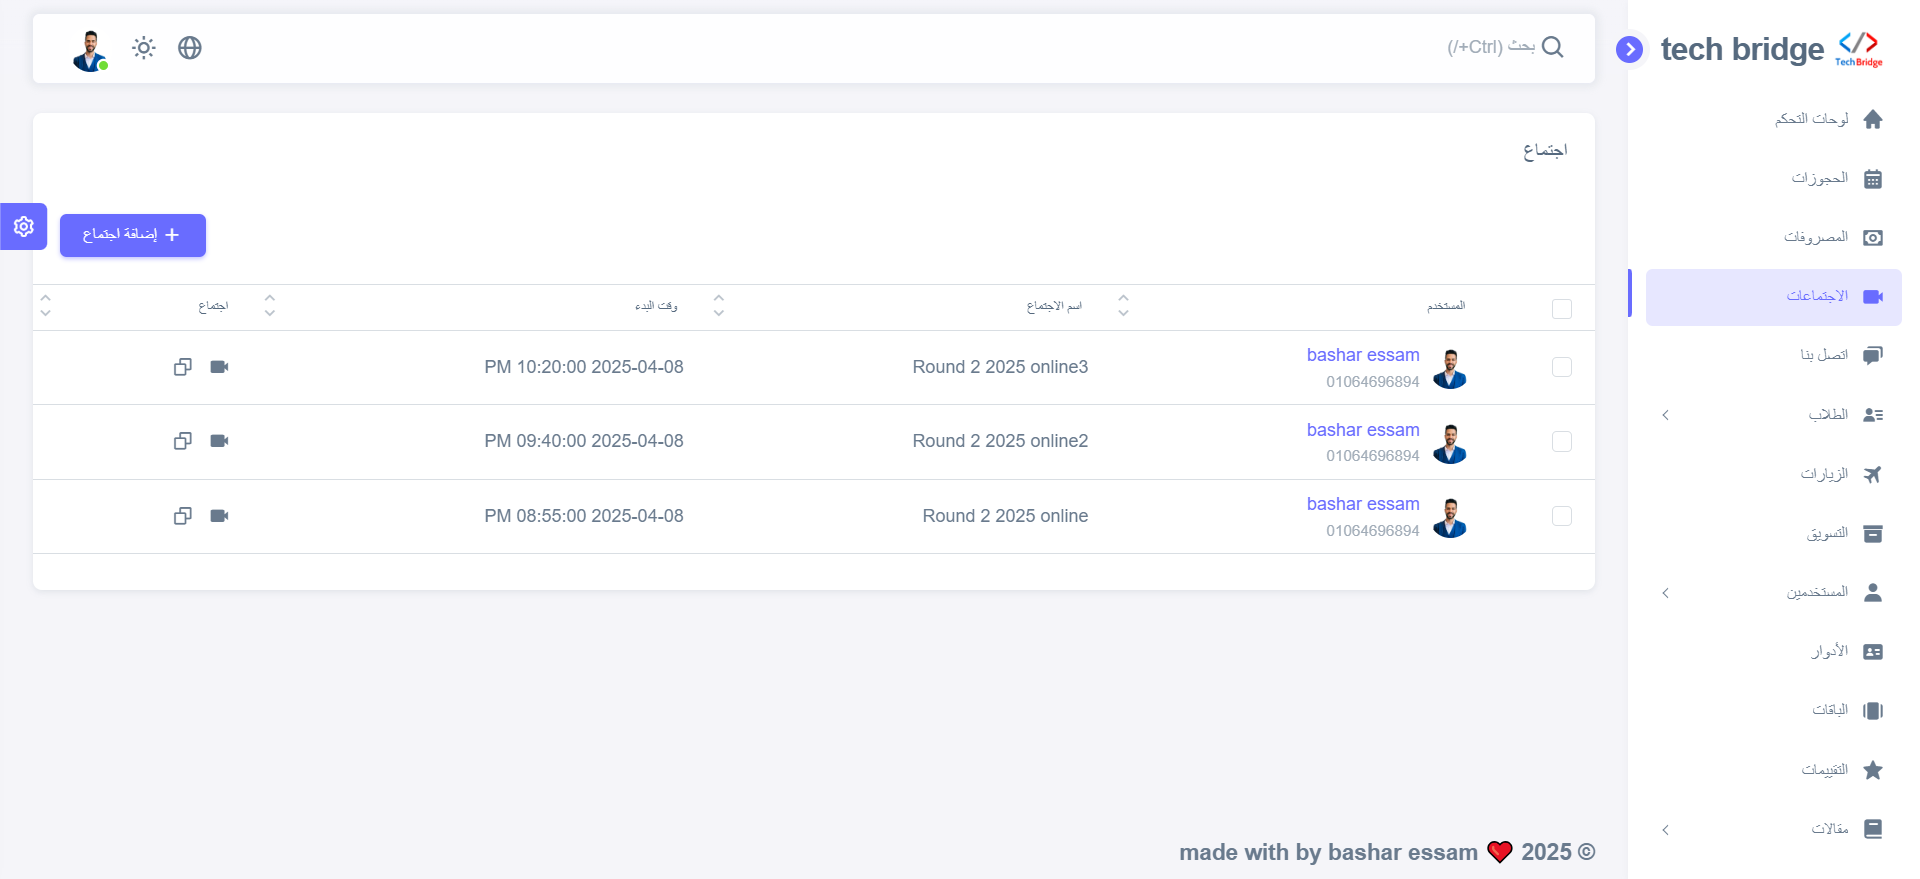 tech bridge
TechBridge
لوحات التحكم
الحجوزات
المصروفات
الاجتماعات
اتصل بنا
الطلاب
الزيارات
التسويق
المستخدمين
الأدوار
الباقات
التقييمات
مقالات
بحث (Ctrl+/)
اجتماع
إضافة اجتماع
المستخدم	اسم الاجتماع	وقت البدء	اجتماع
bashar essam
01064696894
Round 2 2025 online3
PM 10:20:00 2025-04-08
bashar essam
01064696894
Round 2 2025 online2
PM 09:40:00 2025-04-08
bashar essam
01064696894
Round 2 2025 online
PM 08:55:00 2025-04-08
made with by bashar essam ❤️ 2025 ©